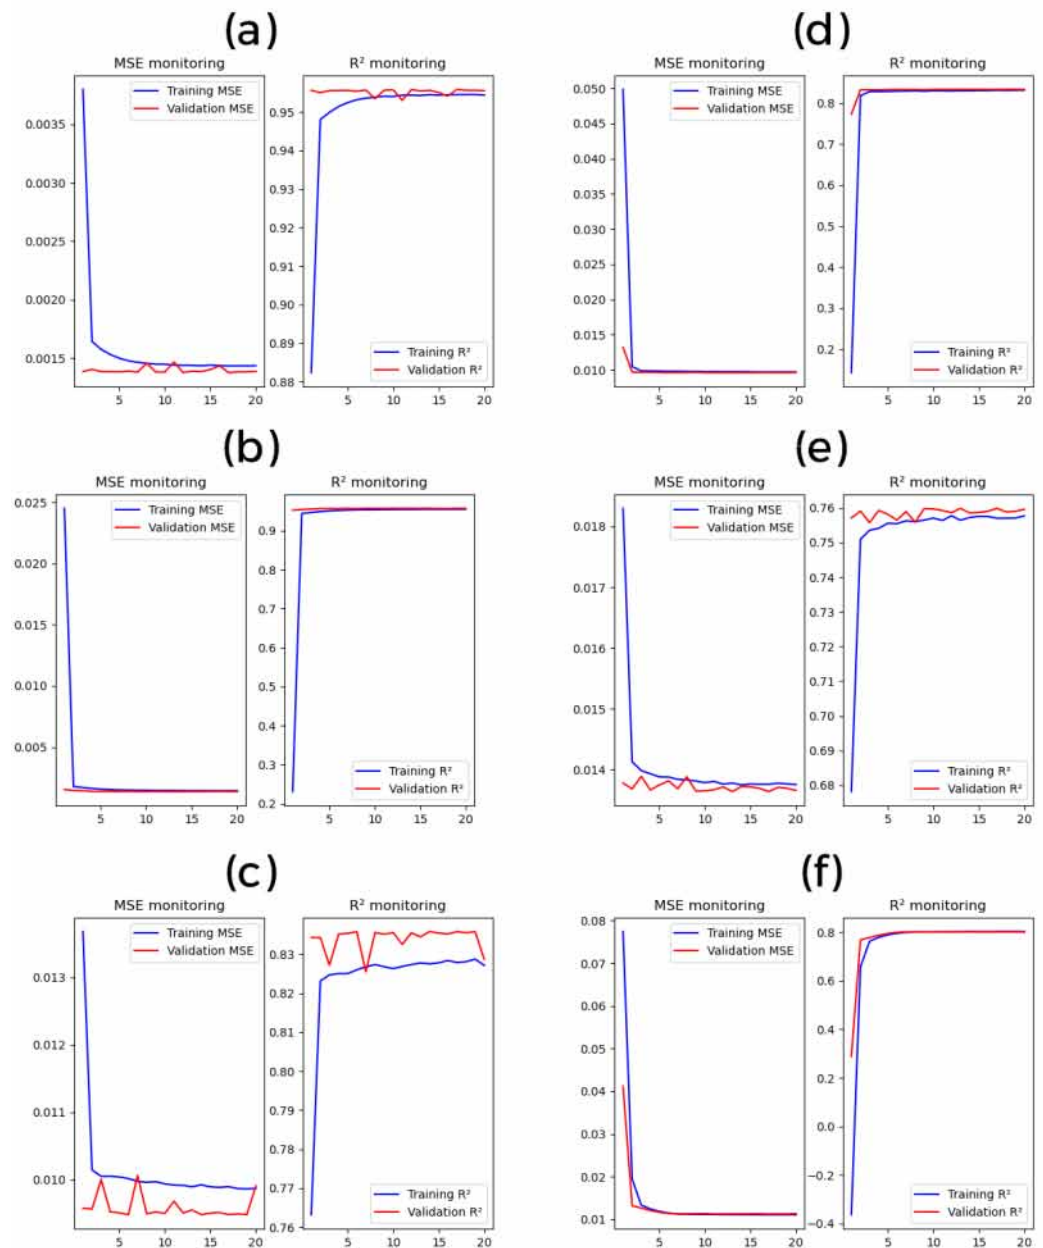 (a)
MSE monitoring
Training MSE
Validation MSE
0.0035
0.0030
0.0025
0.0020
0.0015
5 10 15 20
R² monitoring
0.95
0.94
0.93
0.92
0.91
0.90
0.89
0.88
Training R²
Validation R²
5 10 15 20
(d)
MSE monitoring
Training MSE
Validation MSE
0.050
0.045
0.040
0.035
0.030
0.025
0.020
0.015
0.010
5 10 15 20
R² monitoring
0.8
0.7
0.6
0.5
0.4
0.3
0.2
Training R²
Validation R²
5 10 15 20
(b)
MSE monitoring
Training MSE
Validation MSE
0.025
0.020
0.015
0.010
0.005
5 10 15 20
R² monitoring
0.9
0.8
0.7
0.6
0.5
0.4
0.3
0.2
Training R²
Validation R²
5 10 15 20
(e)
MSE monitoring
Training MSE
Validation MSE
0.018
0.017
0.016
0.015
0.014
5 10 15 20
R² monitoring
0.76
0.75
0.74
0.73
0.72
0.71
0.70
0.69
0.68
Training R²
Validation R²
5 10 15 20
(c)
MSE monitoring
Training MSE
Validation MSE
0.013
0.012
0.011
0.010
5 10 15 20
R² monitoring
0.83
0.82
0.81
0.80
0.79
0.78
0.77
0.76
Training R²
Validation R²
5 10 15 20
(f)
MSE monitoring
Training MSE
Validation MSE
0.08
0.07
0.06
0.05
0.04
0.03
0.02
0.01
5 10 15 20
R² monitoring
0.8
0.6
0.4
0.2
0.0
−0.2
−0.4
Training R²
Validation R²
5 10 15 20